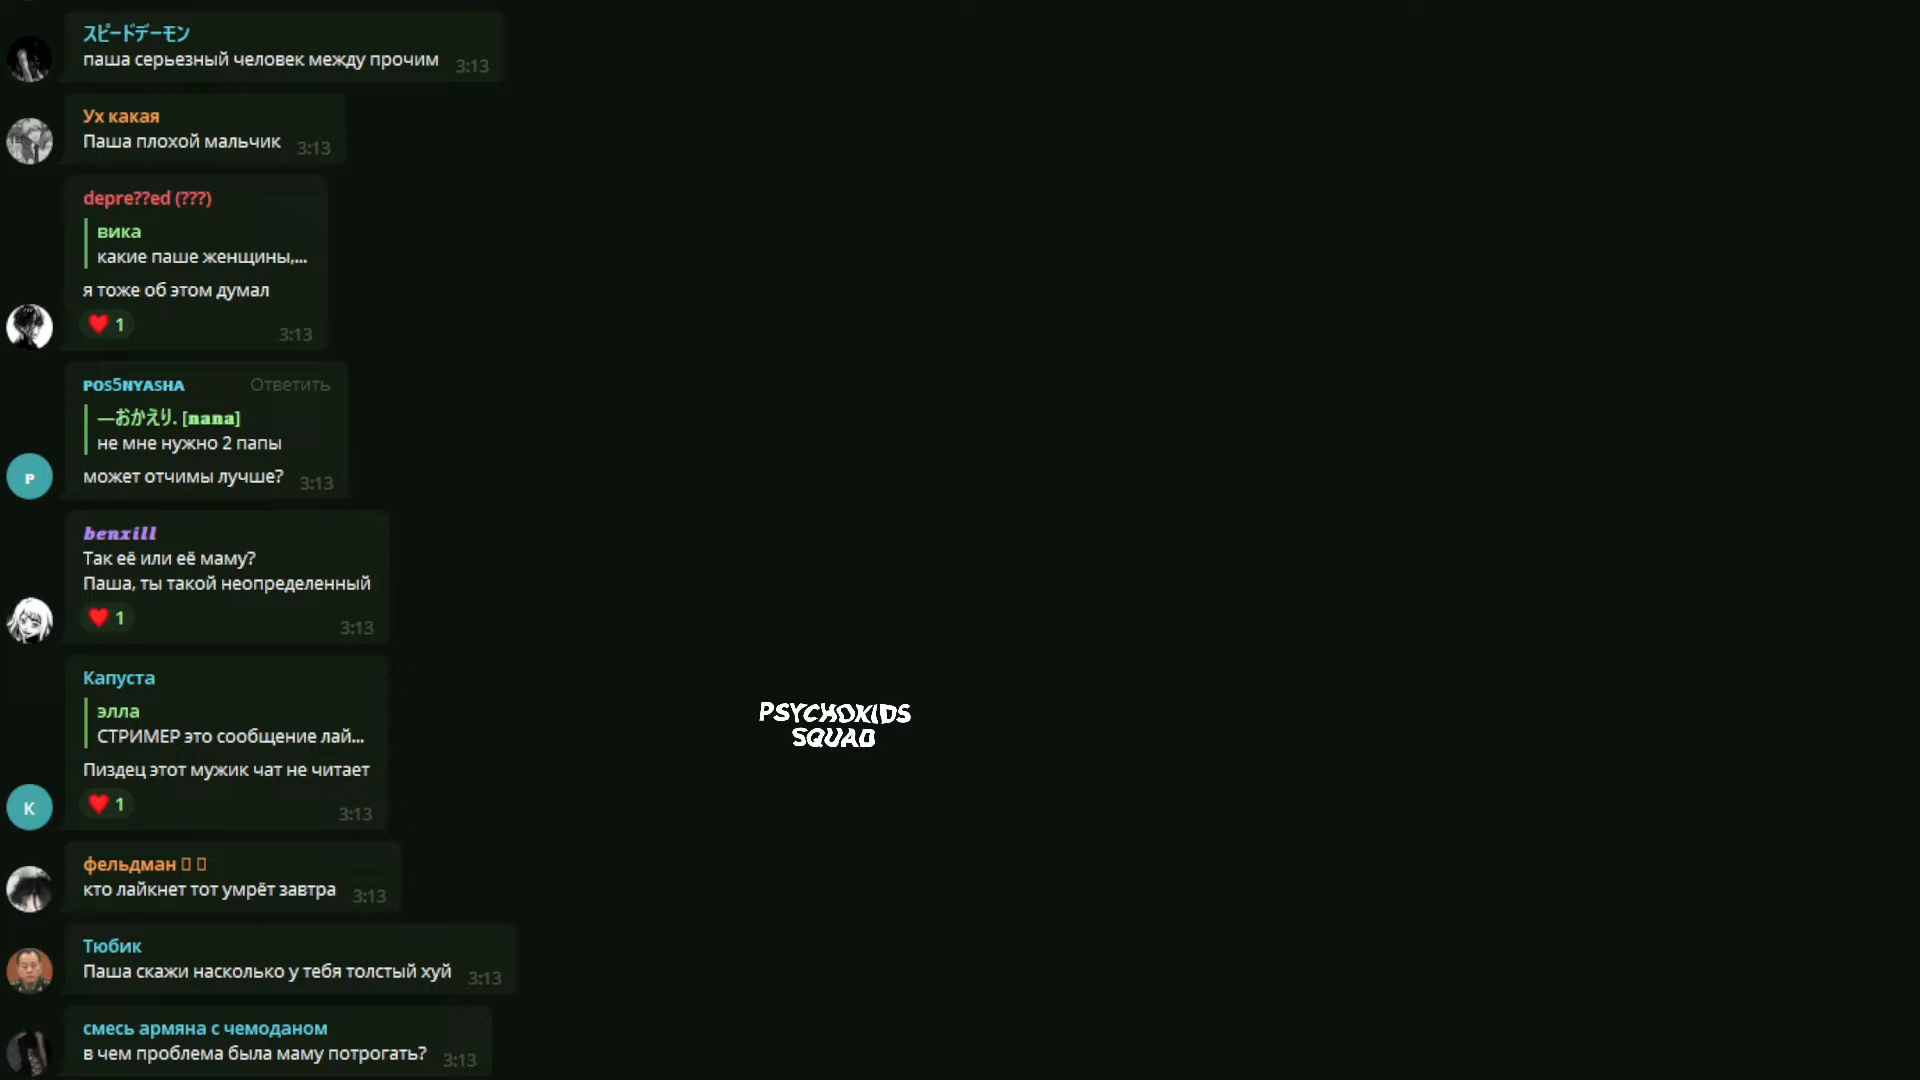 スピードデーモン
паша серьезный человек между прочим 3:13
Ух какая
Паша плохой мальчик 3:13
depre??ed (???)
вика
какие паше женщины,...
я тоже об этом думал
1
3:13
POS5NYASHA Ответить
—おかえり. [nana]
не мне нужно 2 папы
может отчимы лучше? 3:13
P
benxill
Так её или её маму?
Паша, ты такой неопределенный
1
3:13
Капуста
элла
СТРИМЕР это сообщение лай...
Пиздец этот мужик чат не читает
1
K
3:13
фельдман
кто лайкнет тот умрёт завтра 3:13
Тюбик
Паша скажи насколько у тебя толстый хуй 3:13
смесь армяна с чемоданом
в чем проблема была маму потрогать? 3:13
PSYCHOKIDS
SQUAD